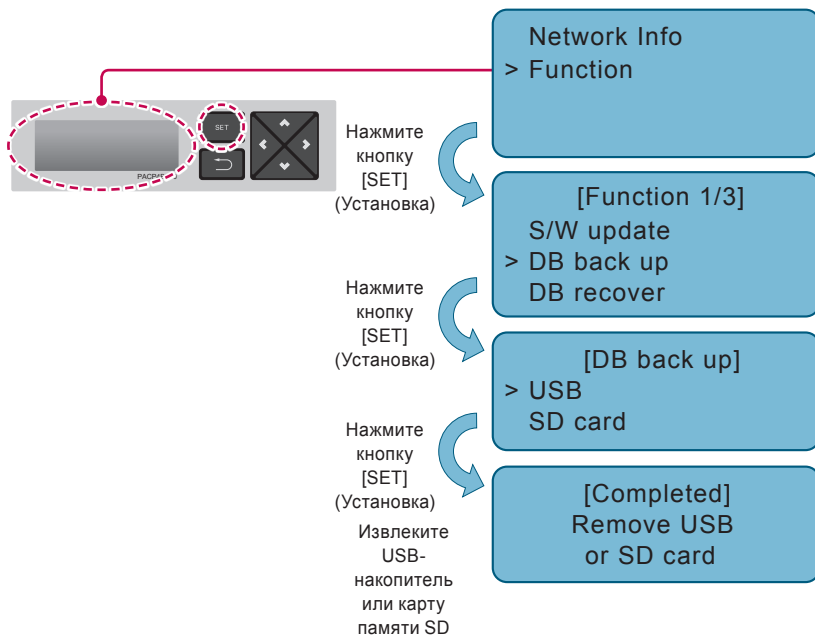 Network Info
> Function
SET
Нажмите
кнопку
[SET]
(Установка)
[Function 1/3]
S/W update
> DB back up
DB recover
Нажмите
кнопку
[SET]
(Установка)
[DB back up]
> USB
SD card
Нажмите
кнопку
[SET]
(Установка)
[Completed]
Remove USB
or SD card
Извлеките
USB-
накопитель
или карту
памяти SD